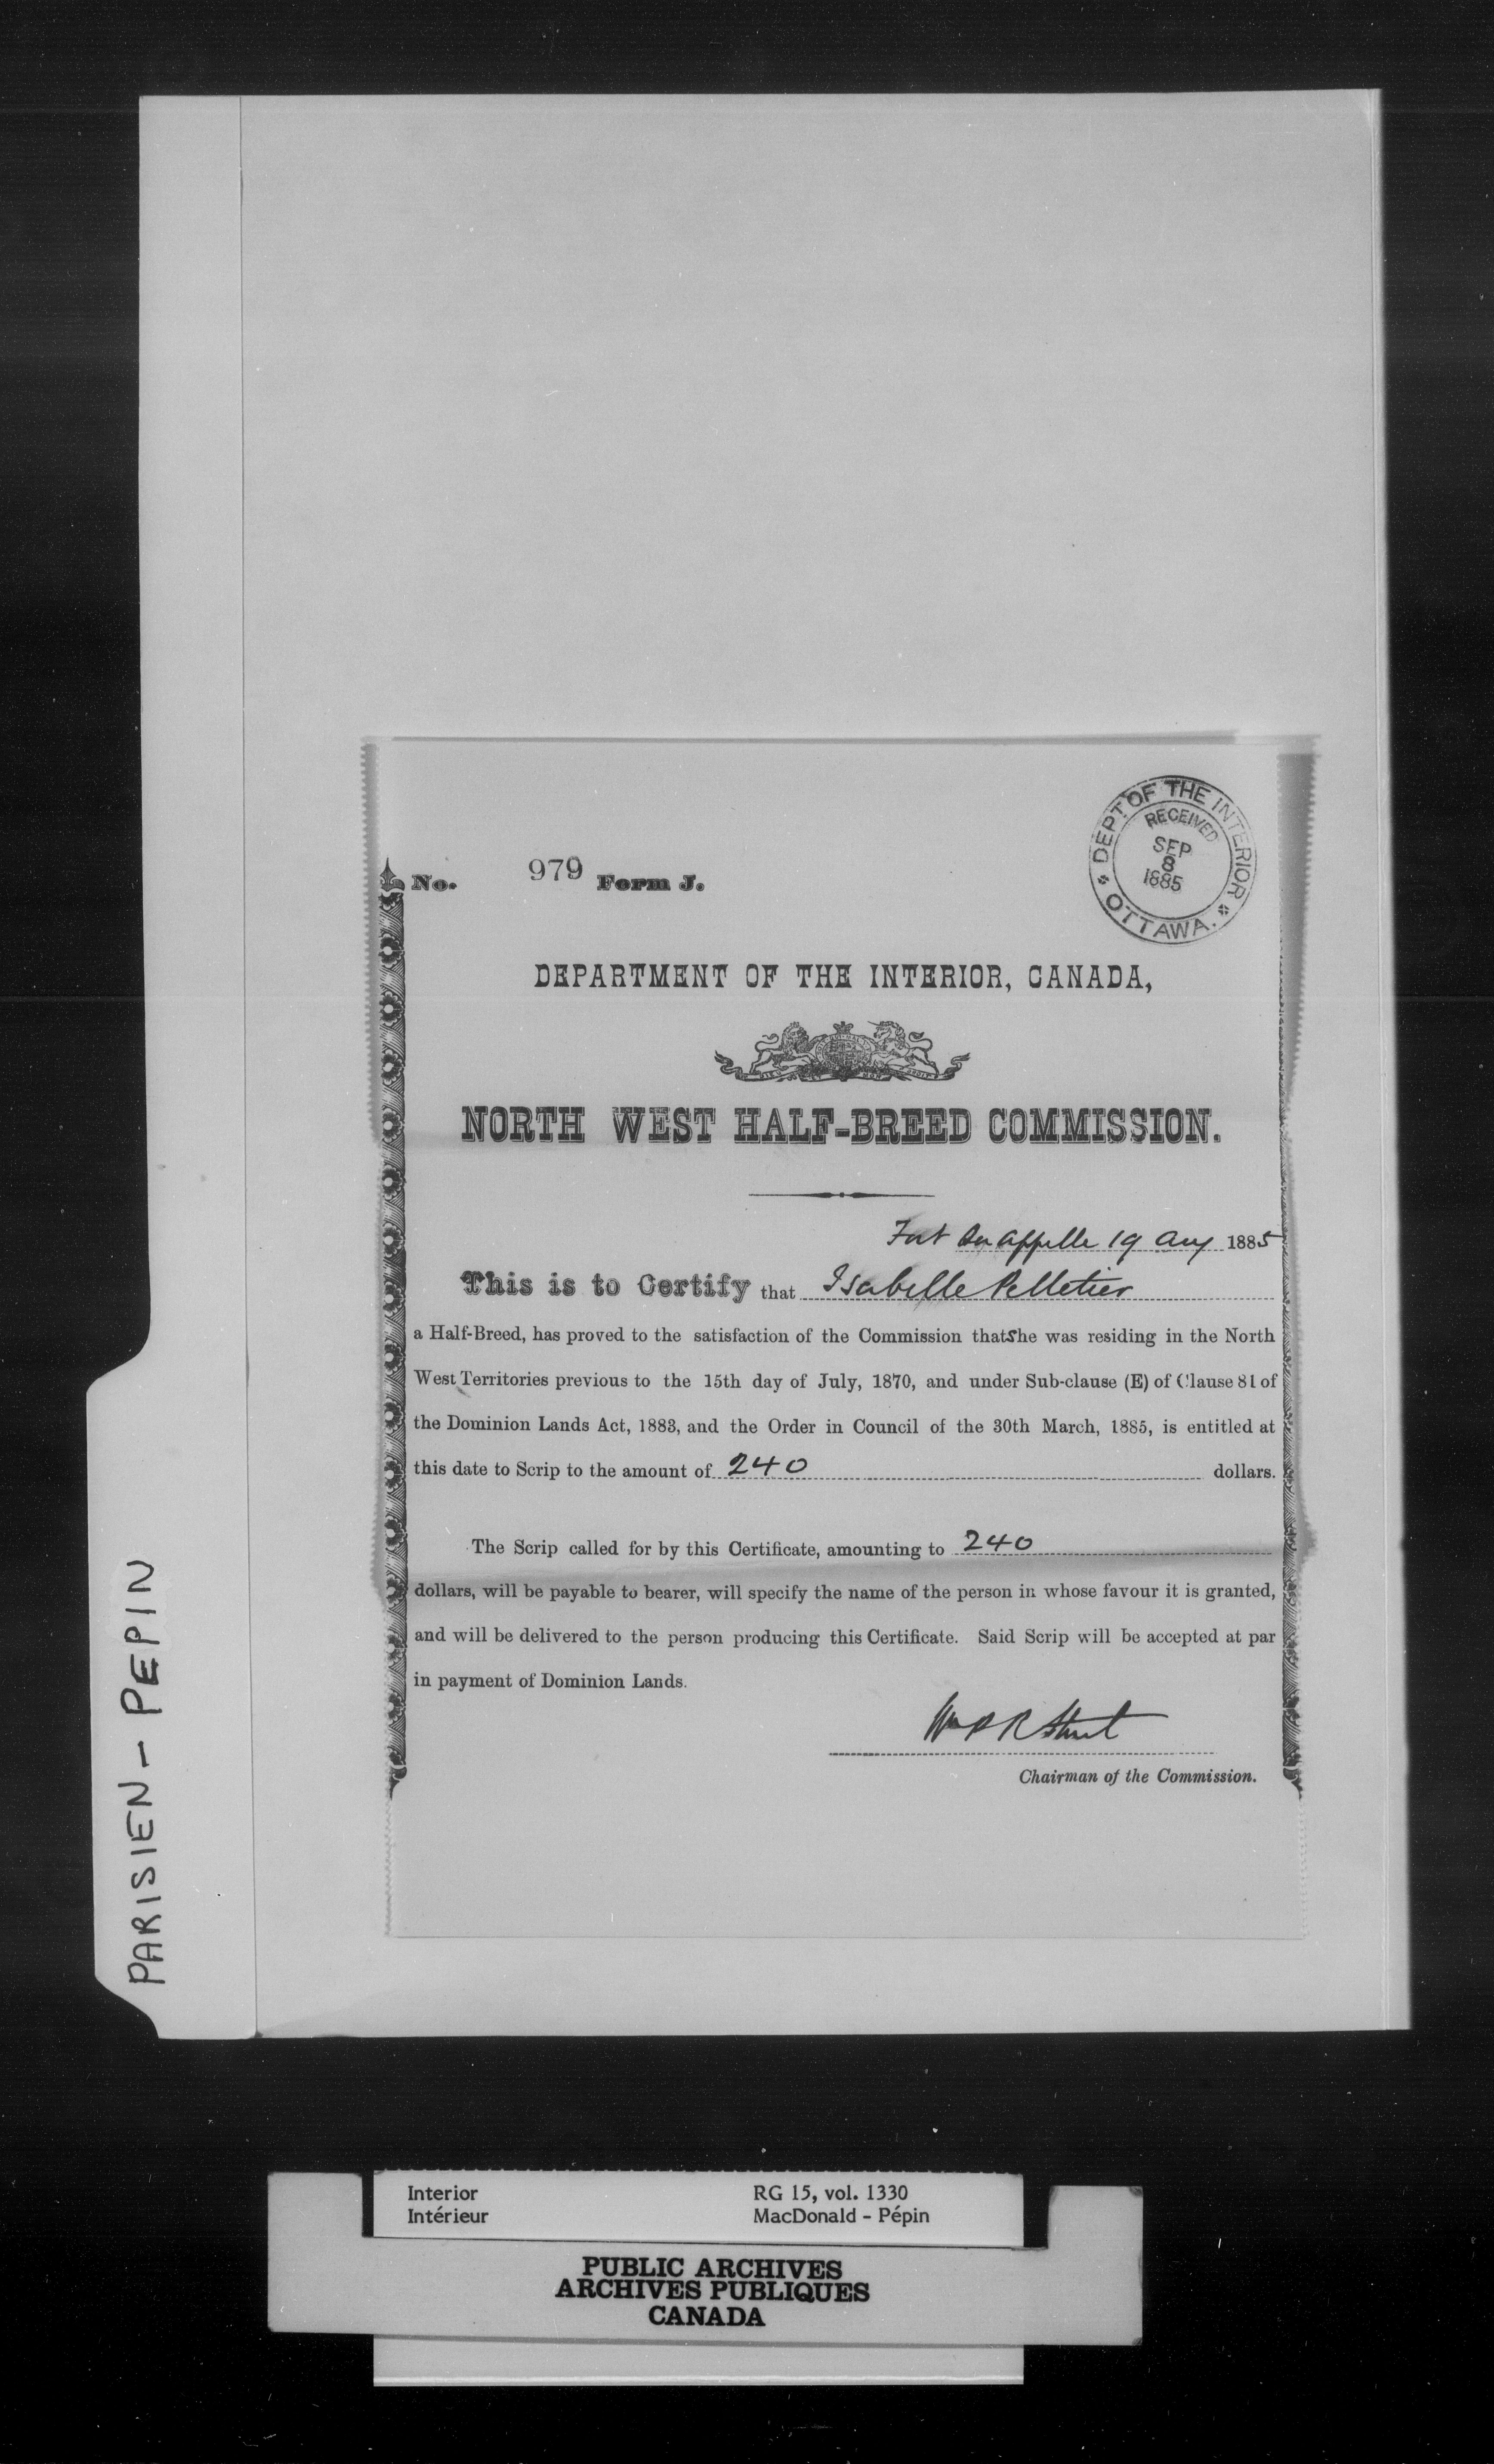 DEPT OF THE INTERIOR
RECEIVED
SEP
8
1885
OTTAWA.
No. 979 Form J.
DEPARTMENT OF THE INTERIOR, CANADA,
NORTH WEST HALF-BREED COMMISSION.
Fort Qu appelle 19 Aug 1885
This is to Certify that Isabelle Pelletier
a Half-Breed, has proved to the satisfaction of the Commission that She was residing in the North
West Territories previous to the 15th day of July, 1870, and under Sub-clause (E) of Clause 81 of
the Dominion Lands Act, 1883, and the Order in Council of the 30th March, 1885, is entitled at
this date to Scrip to the amount of 240 dollars.
The Scrip called for by this Certificate, amounting to 240
dollars, will be payable to bearer, will specify the name of the person in whose favour it is granted,
and will be delivered to the person producing this Certificate. Said Scrip will be accepted at par
in payment of Dominion Lands.
Wm P R Street
Chairman of the Commission.
PARISIEN - PEPIN
Interior RG 15, vol. 1330
Intérieur MacDonald - Pépin
PUBLIC ARCHIVES
ARCHIVES PUBLIQUES
CANADA